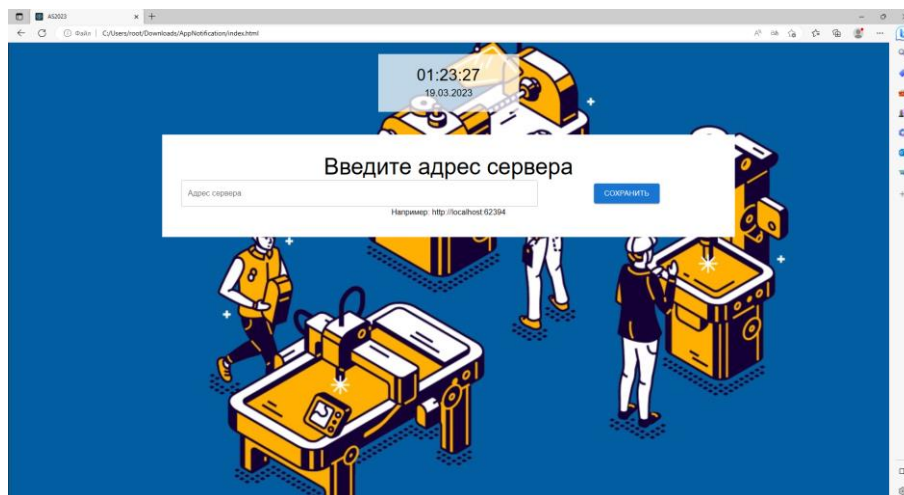 AS2023
Файл
C:/Users/root/Downloads/AppNotification/index.html
01:23:27
19.03.2023
Введите адрес сервера
Адрес сервера
СОХРАНИТЬ
Например: http://localhost:62394